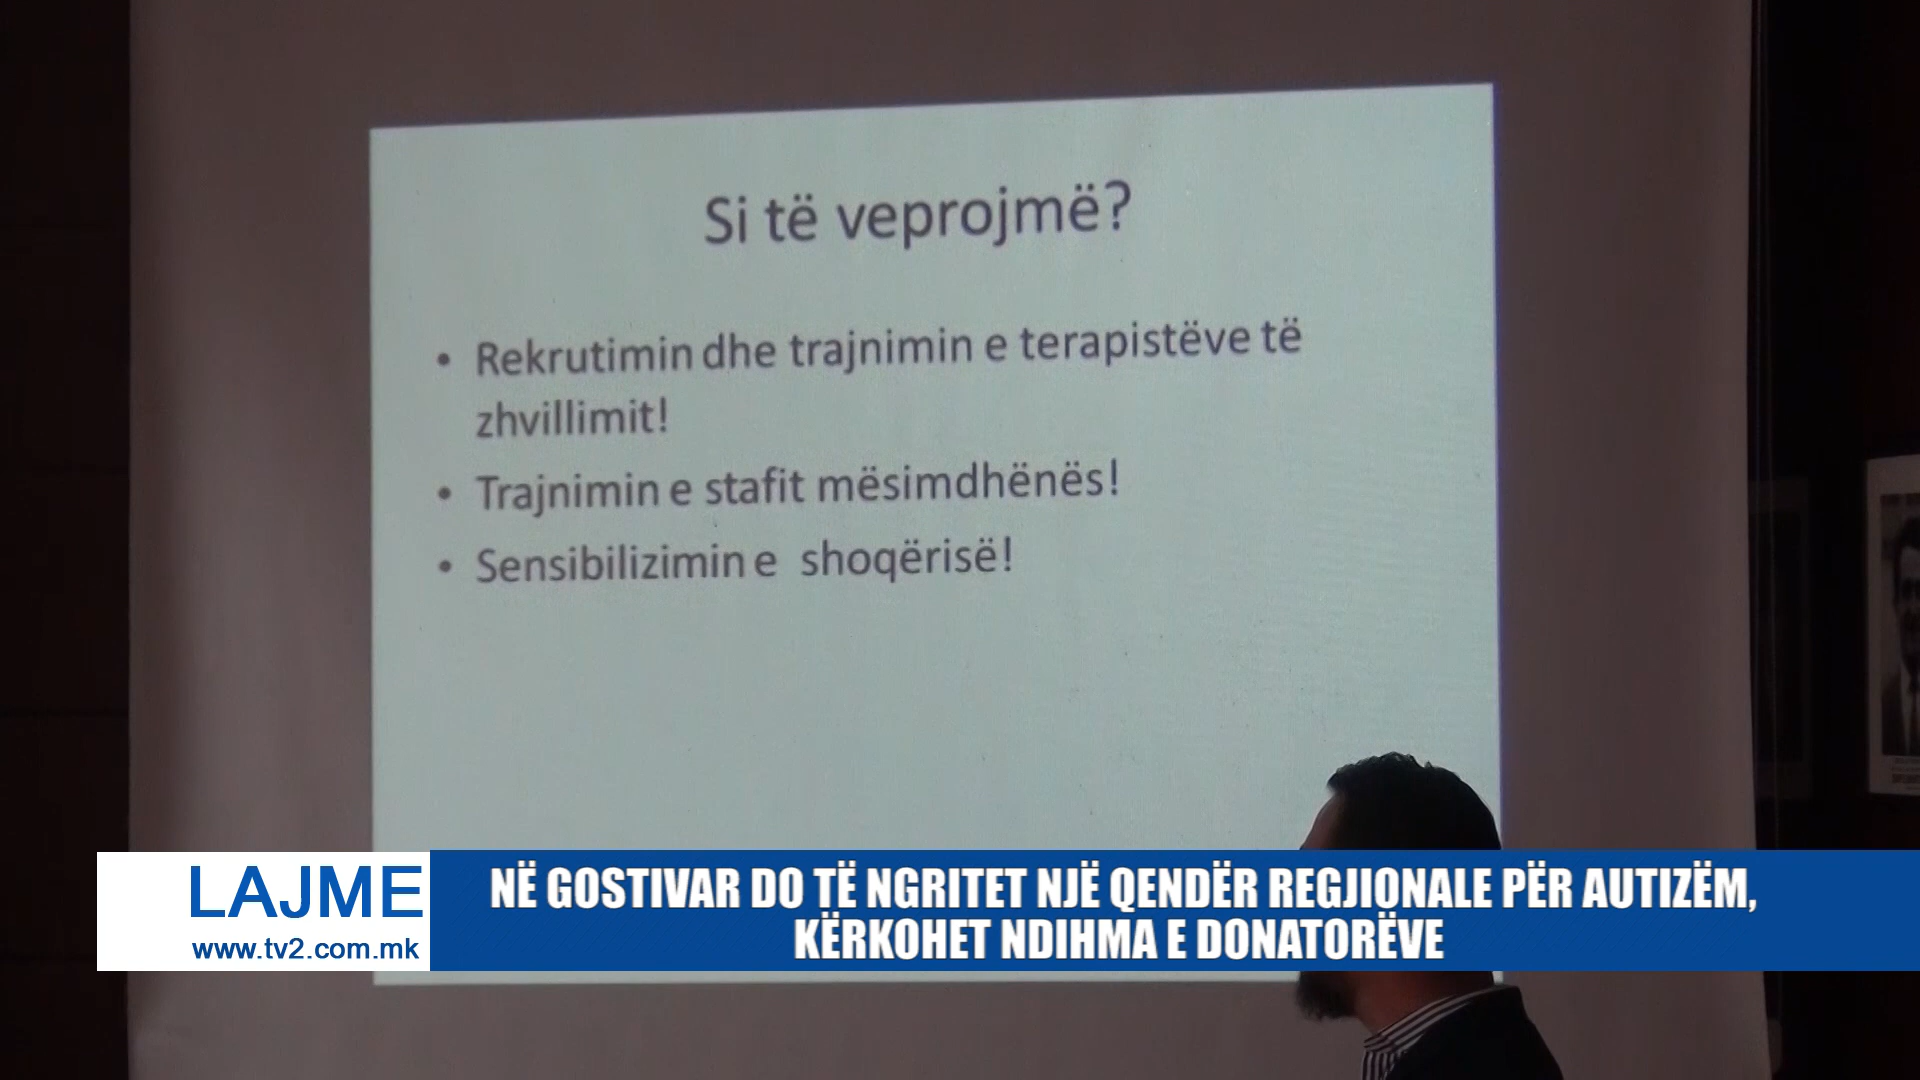 Si të veprojmë?
• Rekrutimin dhe trajnimin e terapistëve të
zhvillimit!
• Trajnimin e stafit mësimdhënës!
• Sensibilizimin e shoqërisë!
LAJME
www.tv2.com.mk
NË GOSTIVAR DO TË NGRITET NJË QENDËR REGJIONALE PËR AUTIZËM,
KËRKOHET NDIHMA E DONATORËVE